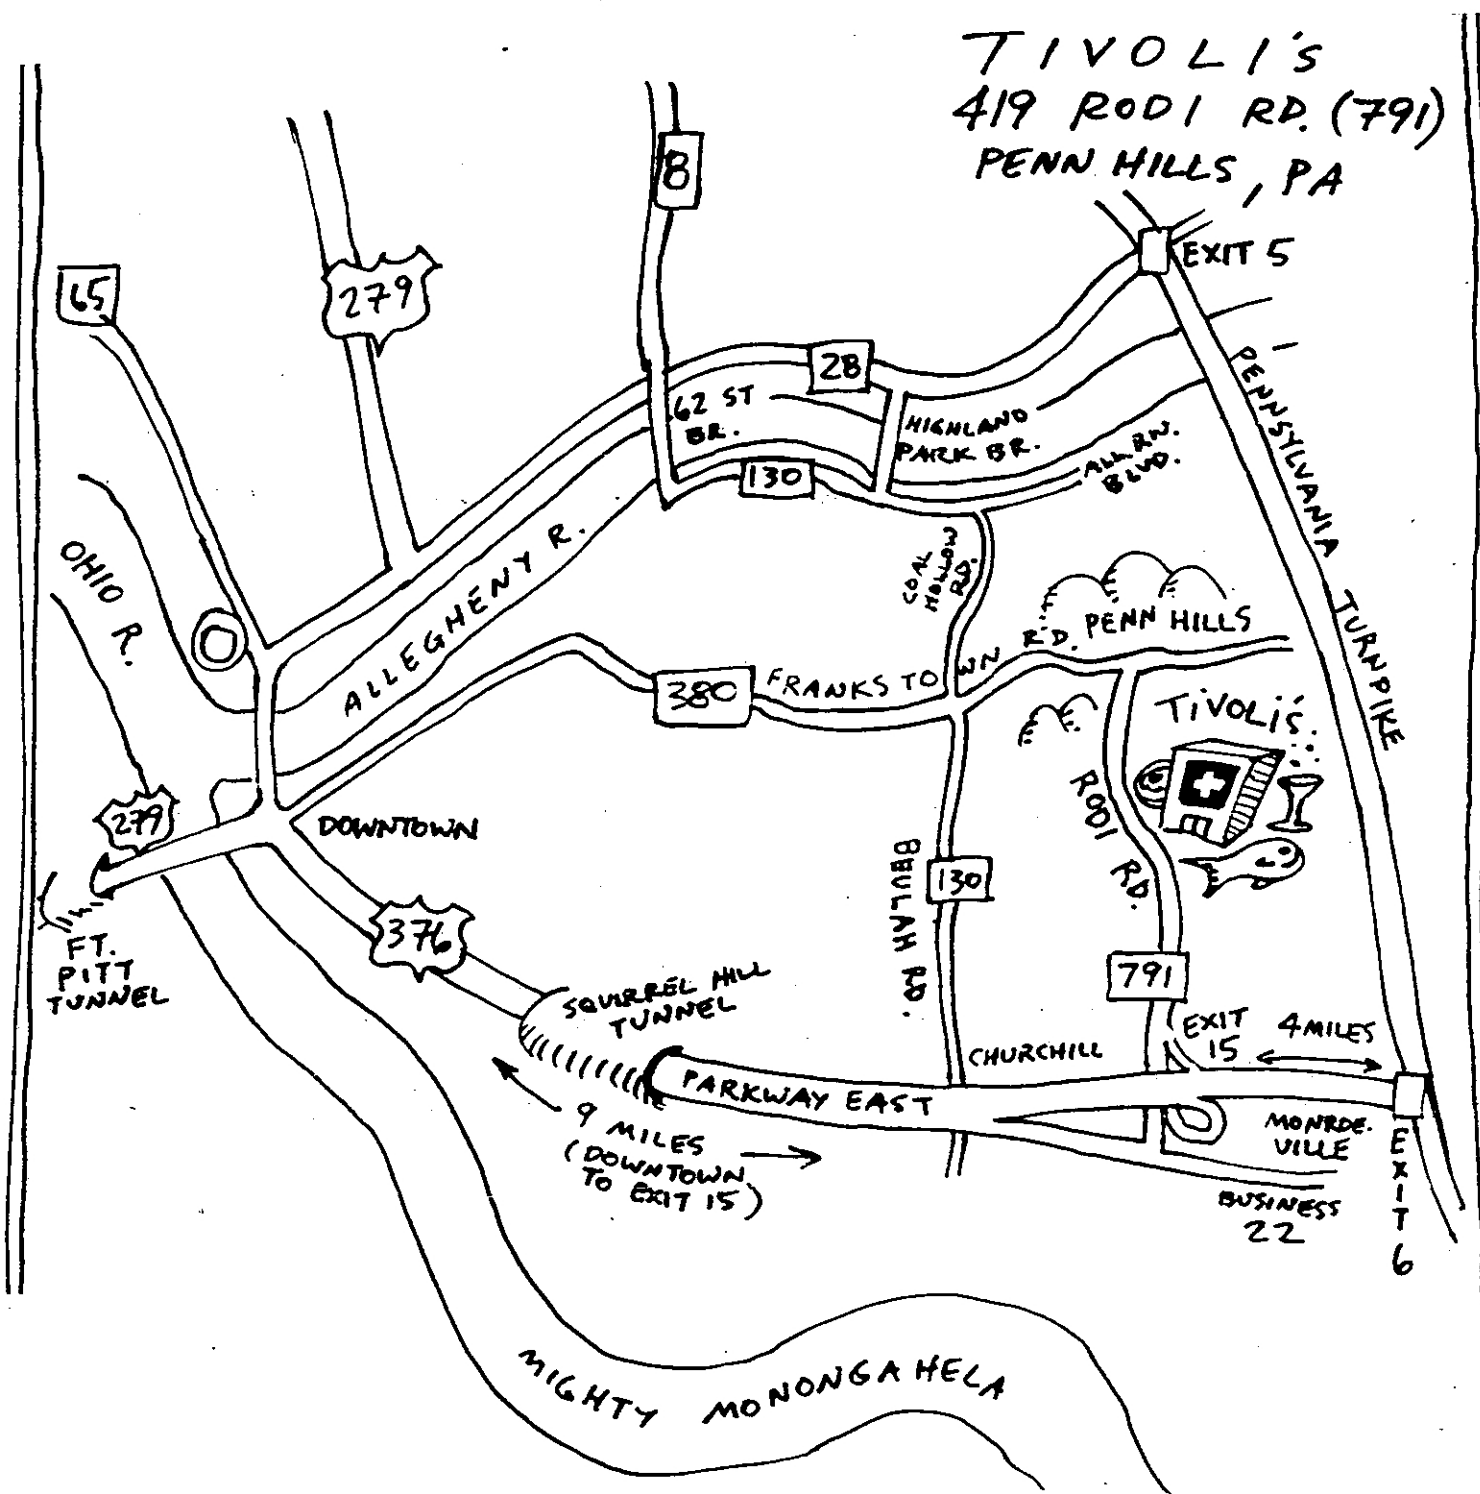 TIVOLI's
419 RODI RD. (791)
PENN HILLS, PA
8
EXIT 5
65
279
28
62 ST
BR.
HIGHLAND
PARK BR.
130
ALL. RIV.
BLVD.
PENNSYLVANIA TURNPIKE
OHIO R.
ALLEGHENY R.
COAL
HOLLOW
RD.
PENN HILLS
380
FRANKSTOWN RD.
TIVOLI's
279
DOWNTOWN
RODI RD.
BEULAH RD.
130
376
FT.
PITT
TUNNEL
791
SQUIRREL HILL
TUNNEL
EXIT
15
4 MILES
CHURCHILL
PARKWAY EAST
9 MILES
(DOWNTOWN
TO EXIT 15)
MONROE-
VILLE
EXIT 6
BUSINESS
22
MIGHTY MONONGAHELA